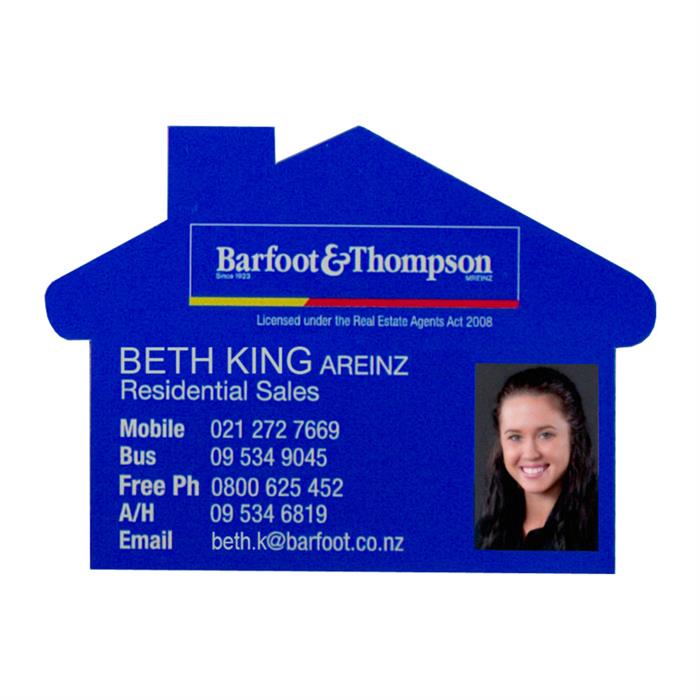 Barfoot&Thompson
Since 1923 MREINZ
Licensed under the Real Estate Agents Act 2008
BETH KING AREINZ
Residential Sales
Mobile 021 272 7669
Bus 09 534 9045
Free Ph 0800 625 452
A/H 09 534 6819
Email beth.k@barfoot.co.nz